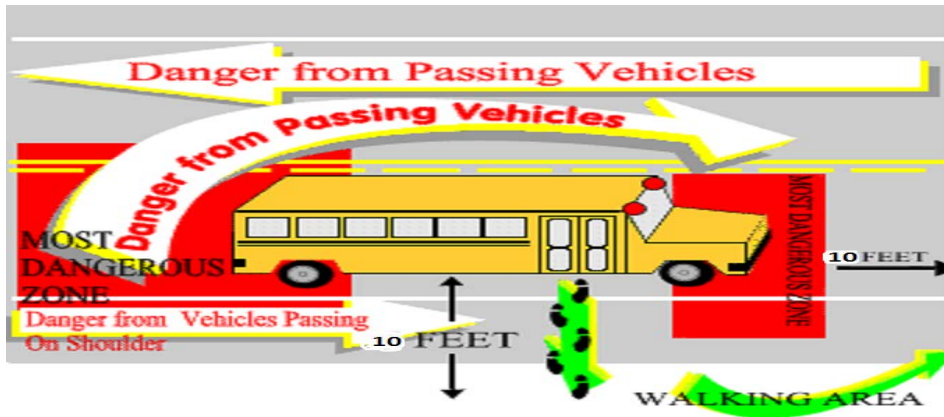 Danger from Passing Vehicles
Danger from Passing Vehicles
MOST
DANGEROUS
ZONE
MOST DANGEROUS ZONE
10 FEET
Danger from Vehicles Passing
On Shoulder
10 FEET
WALKING AREA